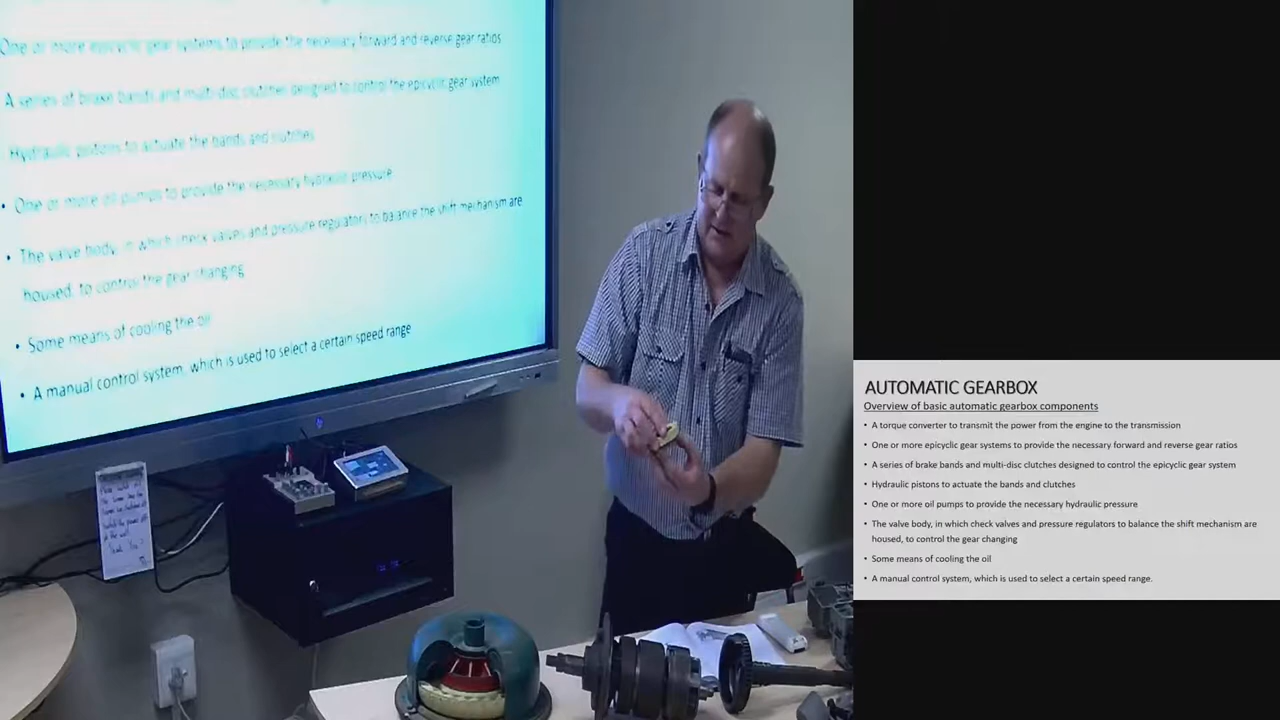 One or more epicyclic gear systems to provide the necessary forward and reverse gear ratios
A series of brake bands and multi-disc clutches designed to control the epicyclic gear system
Hydraulic pistons to actuate the bands and clutches
• One or more oil pumps to provide the necessary hydraulic pressure
• The valve body, in which check valves and pressure regulators to balance the shift mechanism are
housed, to control the gear changing
• Some means of cooling the oil
• A manual control system, which is used to select a certain speed range
AUTOMATIC GEARBOX
Overview of basic automatic gearbox components
• A torque converter to transmit the power from the engine to the transmission
• One or more epicyclic gear systems to provide the necessary forward and reverse gear ratios
• A series of brake bands and multi-disc clutches designed to control the epicyclic gear system
• Hydraulic pistons to actuate the bands and clutches
• One or more oil pumps to provide the necessary hydraulic pressure
• The valve body, in which check valves and pressure regulators to balance the shift mechanism are
housed, to control the gear changing
• Some means of cooling the oil
• A manual control system, which is used to select a certain speed range.